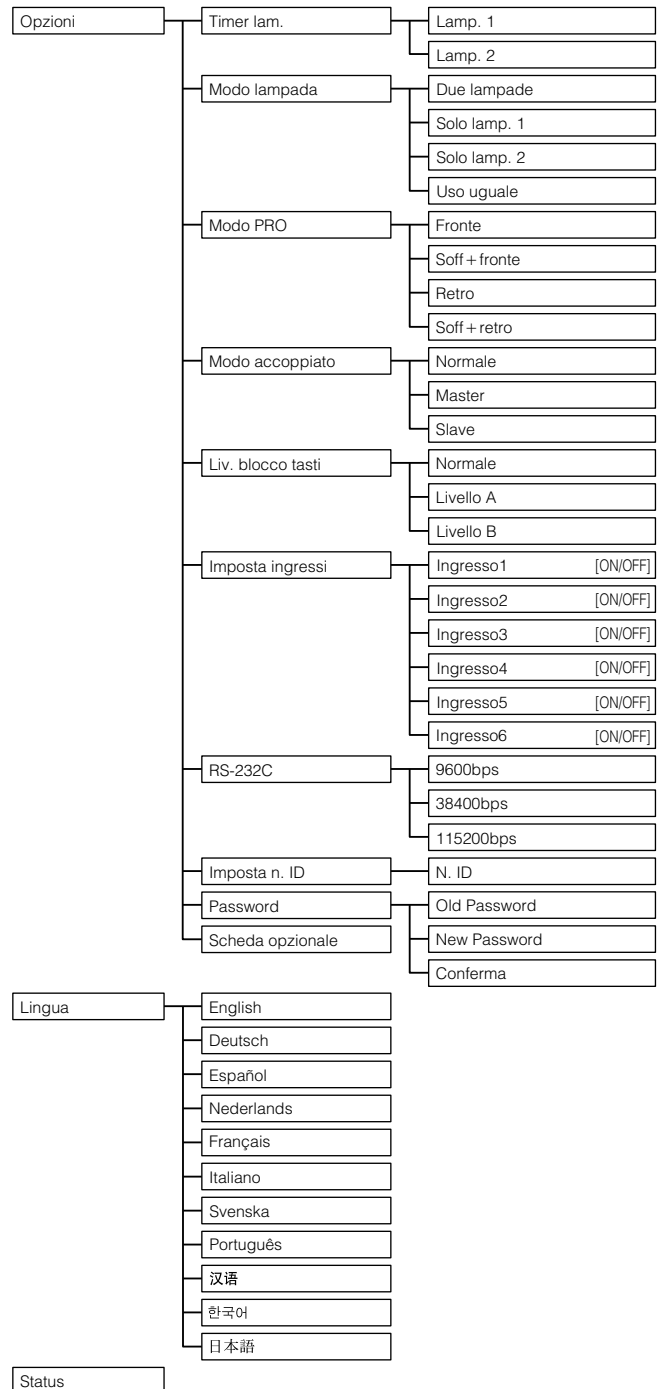 Opzioni
Timer lam.
Lamp. 1
Lamp. 2
Modo lampada
Due lampade
Solo lamp. 1
Solo lamp. 2
Uso uguale
Modo PRO
Fronte
Soff+fronte
Retro
Soff+retro
Modo accoppiato
Normale
Master
Slave
Liv. blocco tasti
Normale
Livello A
Livello B
Imposta ingressi
Ingresso1 [ON/OFF]
Ingresso2 [ON/OFF]
Ingresso3 [ON/OFF]
Ingresso4 [ON/OFF]
Ingresso5 [ON/OFF]
Ingresso6 [ON/OFF]
RS-232C
9600bps
38400bps
115200bps
Imposta n. ID
N. ID
Password
Old Password
New Password
Conferma
Scheda opzionale
Lingua
English
Deutsch
Español
Nederlands
Français
Italiano
Svenska
Português
汉语
한국어
日本語
Status